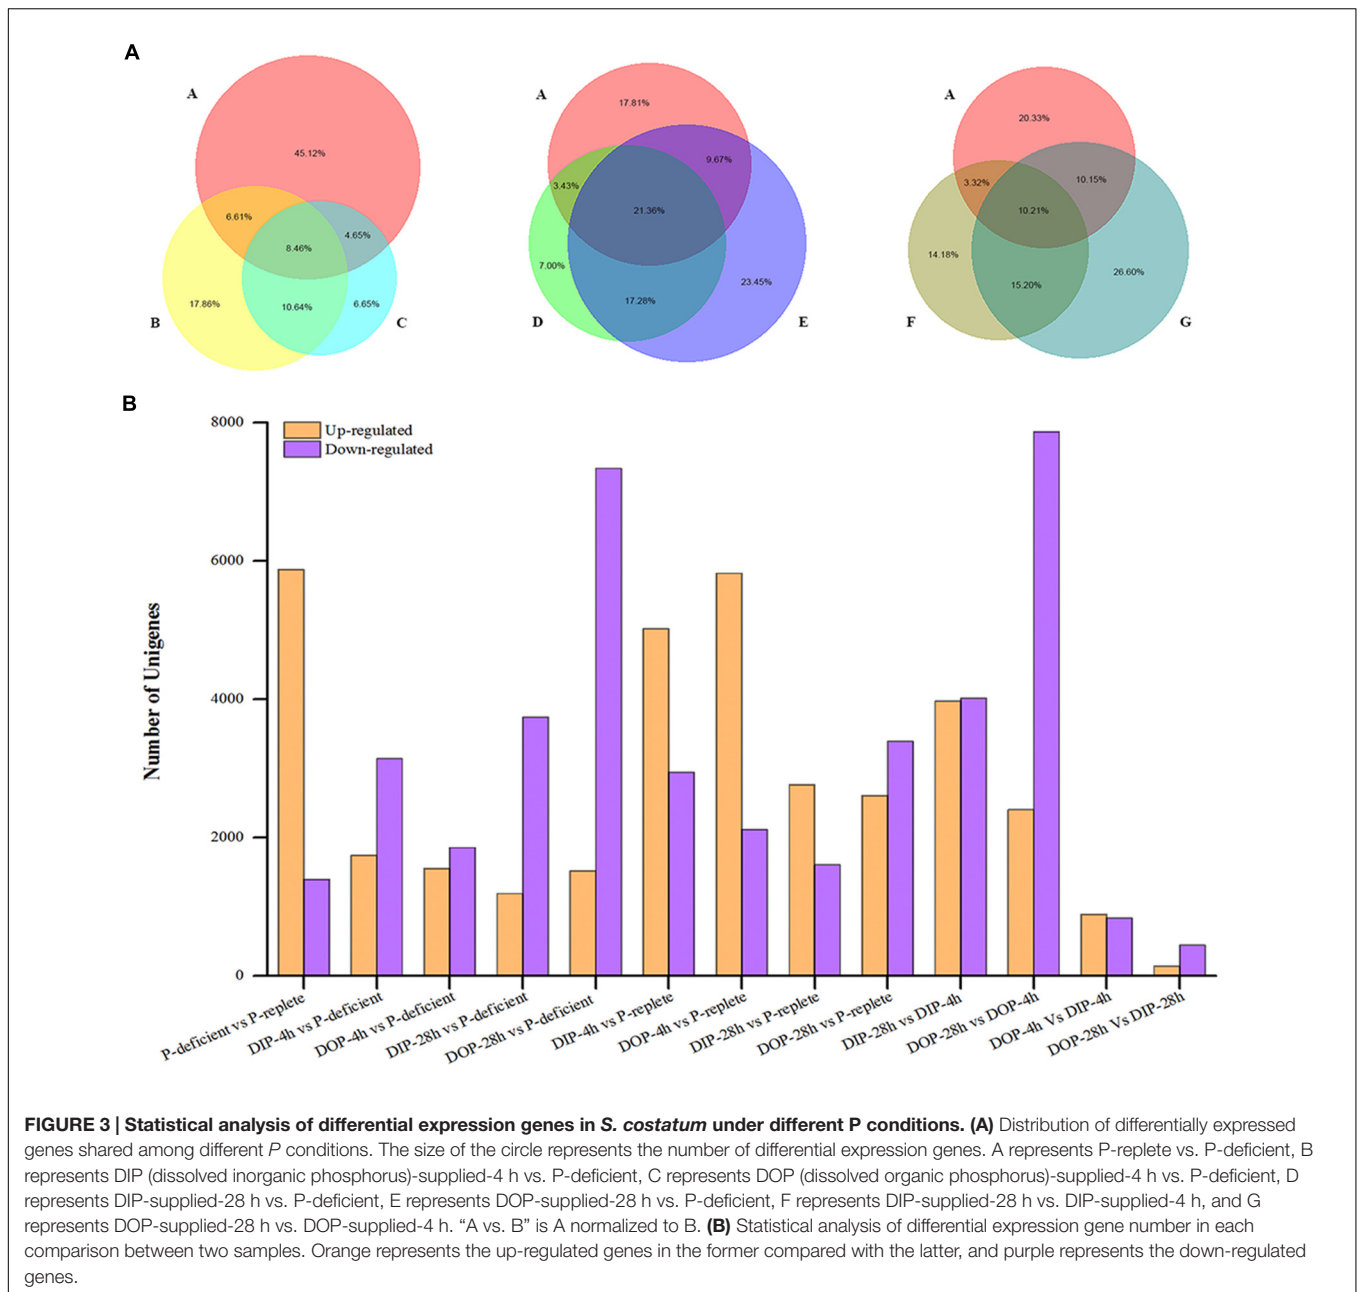 A
A
45.12%
6.61%
4.65%
8.46%
17.86%
10.64%
6.65%
B
C
A
17.81%
9.67%
3.43%
21.36%
7.00%
23.45%
17.28%
D
E
A
20.33%
3.32%
10.15%
10.21%
14.18%
26.60%
15.20%
F
G
B
8000
6000
4000
2000
0
Number of Unigenes
Up-regulated
Down-regulated
P-deficient vs P-replete
DIP-4h vs P-deficient
DOP-4h vs P-deficient
DIP-28h vs P-deficient
DOP-28h vs P-deficient
DIP-4h vs P-replete
DOP-4h vs P-replete
DIP-28h vs P-replete
DOP-28h vs P-replete
DIP-28h vs DIP-4h
DOP-28h vs DOP-4h
DOP-4h Vs DIP-4h
DOP-28h Vs DIP-28h
FIGURE 3 | Statistical analysis of differential expression genes in S. costatum under different P conditions. (A) Distribution of differentially expressed
genes shared among different P conditions. The size of the circle represents the number of differential expression genes. A represents P-replete vs. P-deficient, B
represents DIP (dissolved inorganic phosphorus)-supplied-4 h vs. P-deficient, C represents DOP (dissolved organic phosphorus)-supplied-4 h vs. P-deficient, D
represents DIP-supplied-28 h vs. P-deficient, E represents DOP-supplied-28 h vs. P-deficient, F represents DIP-supplied-28 h vs. DIP-supplied-4 h, and G
represents DOP-supplied-28 h vs. DOP-supplied-4 h. “A vs. B” is A normalized to B. (B) Statistical analysis of differential expression gene number in each
comparison between two samples. Orange represents the up-regulated genes in the former compared with the latter, and purple represents the down-regulated
genes.